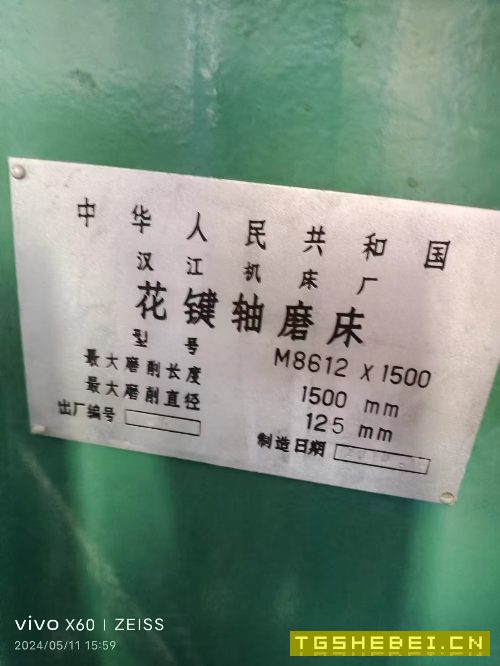 中华人民共和国
汉江机床厂
花键轴磨床
型号 M8612 X 1500
最大磨削长度 1500 mm
最大磨削直径 125 mm
出厂编号 制造日期
vivo X60 | ZEISS
2024/05/11 15:59
TGSHEBEI.CN